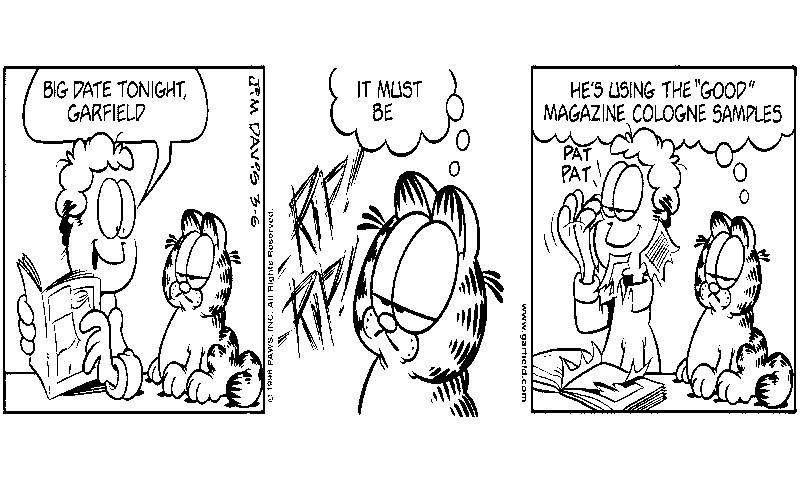 BIG DATE TONIGHT,
GARFIELD
JIM DAVIS 3-6
© 1998 PAWS, INC. All Rights Reserved.
IT MUST
BE
RIP!
RIP!
HE'S USING THE "GOOD"
MAGAZINE COLOGNE SAMPLES
PAT
PAT
www.garfield.com